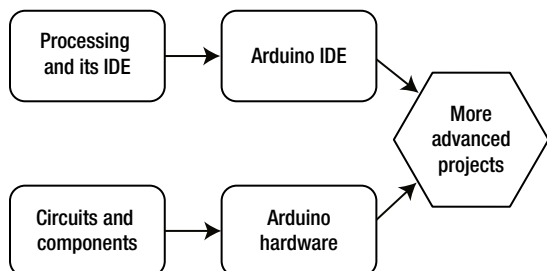 Processing
and its IDE
Arduino IDE
More
advanced
projects
Circuits and
components
Arduino
hardware